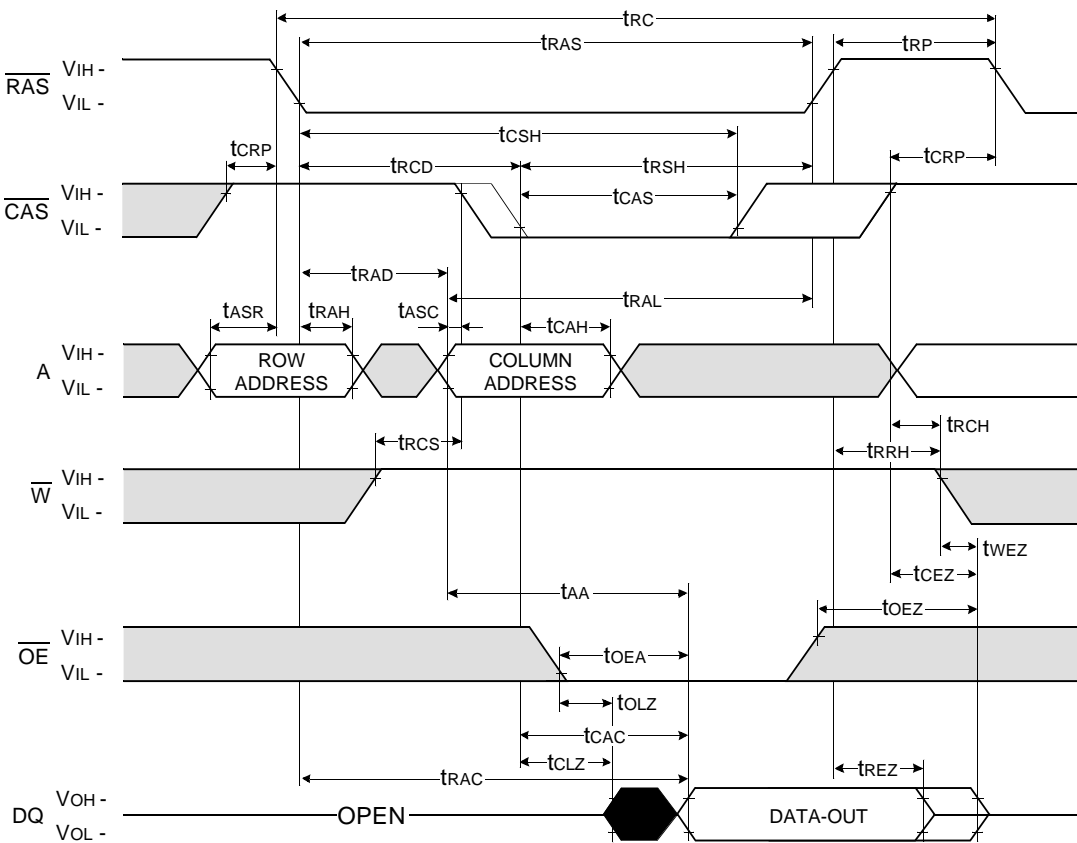 tRC
tRAS
tRP
RAS
VIH -
VIL -
tCSH
tCRP
tRCD
tRSH
tCRP
CAS
VIH -
VIL -
tCAS
tRAD
tRAL
tASR
tRAH
tASC
tCAH
A
VIH -
VIL -
ROW
ADDRESS
COLUMN
ADDRESS
tRCH
tRCS
tRRH
W
VIH -
VIL -
tWEZ
tCEZ
tAA
tOEZ
OE
VIH -
VIL -
tOEA
tOLZ
tCAC
tCLZ
tRAC
tREZ
DQ
VOH -
VOL -
OPEN
DATA-OUT